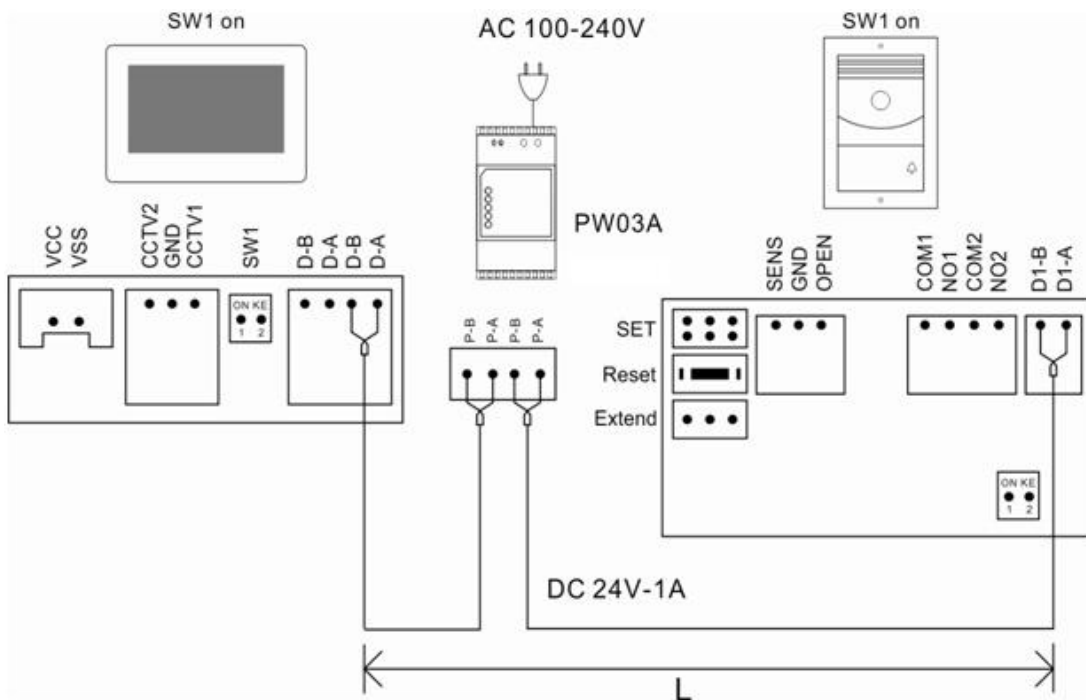 SW1 on
AC 100-240V
SW1 on
PW03A
VCC
VSS
CCTV2
GND
CCTV1
SW1
D-B
D-A
D-B
D-A
ON KE
1 2
P-B
P-A
P-B
P-A
SENS
GND
OPEN
COM1
NO1
COM2
NO2
D1-B
D1-A
SET
Reset
Extend
ON KE
1 2
DC 24V-1A
L